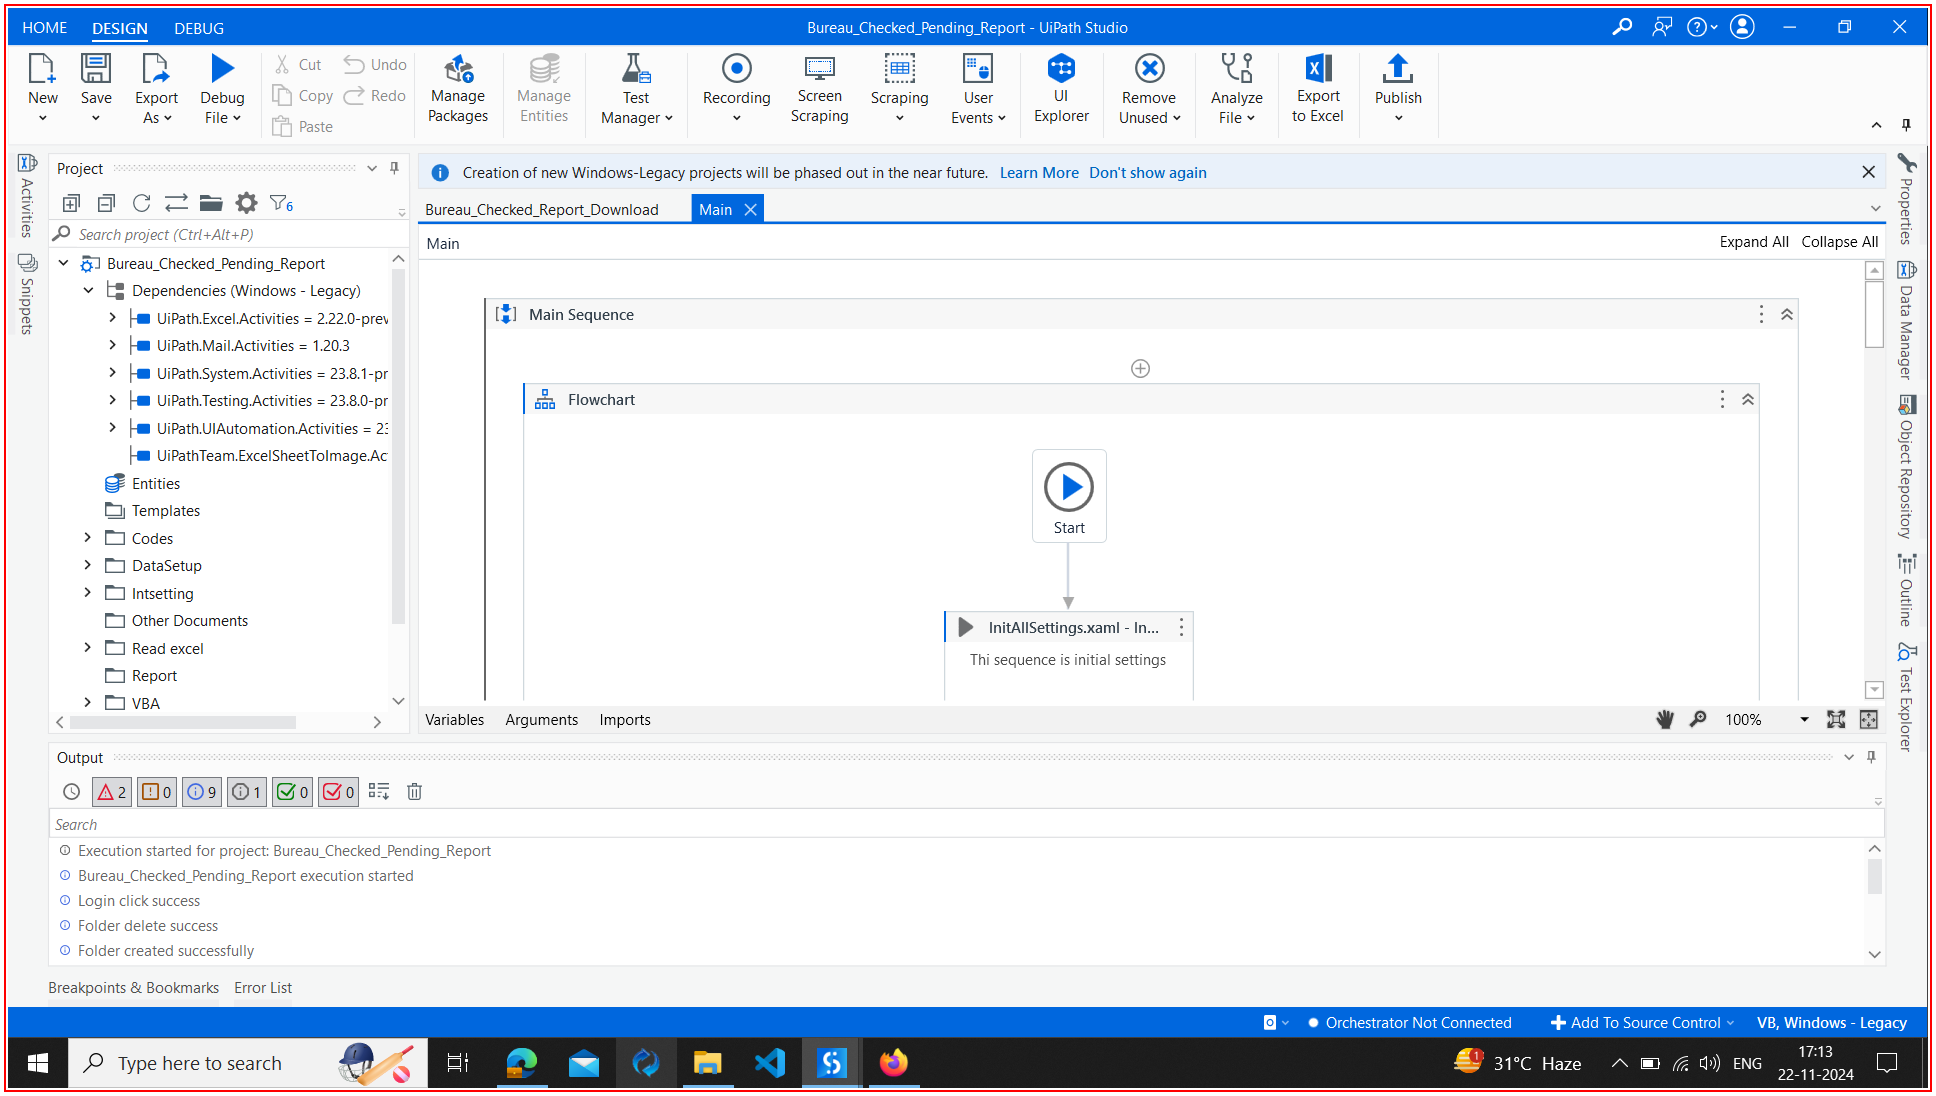 HOME DESIGN DEBUG
Bureau_Checked_Pending_Report - UiPath Studio
New
Save
Export As
Debug File
Cut
Copy
Paste
Undo
Redo
Manage Packages
Manage Entities
Test Manager
Recording
Screen Scraping
Scraping
User Events
UI Explorer
Remove Unused
Analyze File
Export to Excel
Publish
Activities
Snippets
Project
6
Search project (Ctrl+Alt+P)
Bureau_Checked_Pending_Report
Dependencies (Windows - Legacy)
UiPath.Excel.Activities = 2.22.0-prev
UiPath.Mail.Activities = 1.20.3
UiPath.System.Activities = 23.8.1-pr
UiPath.Testing.Activities = 23.8.0-pr
UiPath.UIAutomation.Activities = 23
UiPathTeam.ExcelSheetToImage.Ac
Entities
Templates
Codes
DataSetup
Intsetting
Other Documents
Read excel
Report
VBA
Creation of new Windows-Legacy projects will be phased out in the near future. Learn More Don't show again
Bureau_Checked_Report_Download Main
Main
Expand All Collapse All
Main Sequence
Flowchart
Start
InitAllSettings.xaml - In...
Thi sequence is initial settings
Variables Arguments Imports
100%
Properties
Data Manager
Object Repository
Outline
Test Explorer
Output
2 0 9 1 0 0
Search
Execution started for project: Bureau_Checked_Pending_Report
Bureau_Checked_Pending_Report execution started
Login click success
Folder delete success
Folder created successfully
Breakpoints & Bookmarks Error List
Orchestrator Not Connected
Add To Source Control
VB, Windows - Legacy
Type here to search
1
31°C Haze
ENG
17:13
22-11-2024